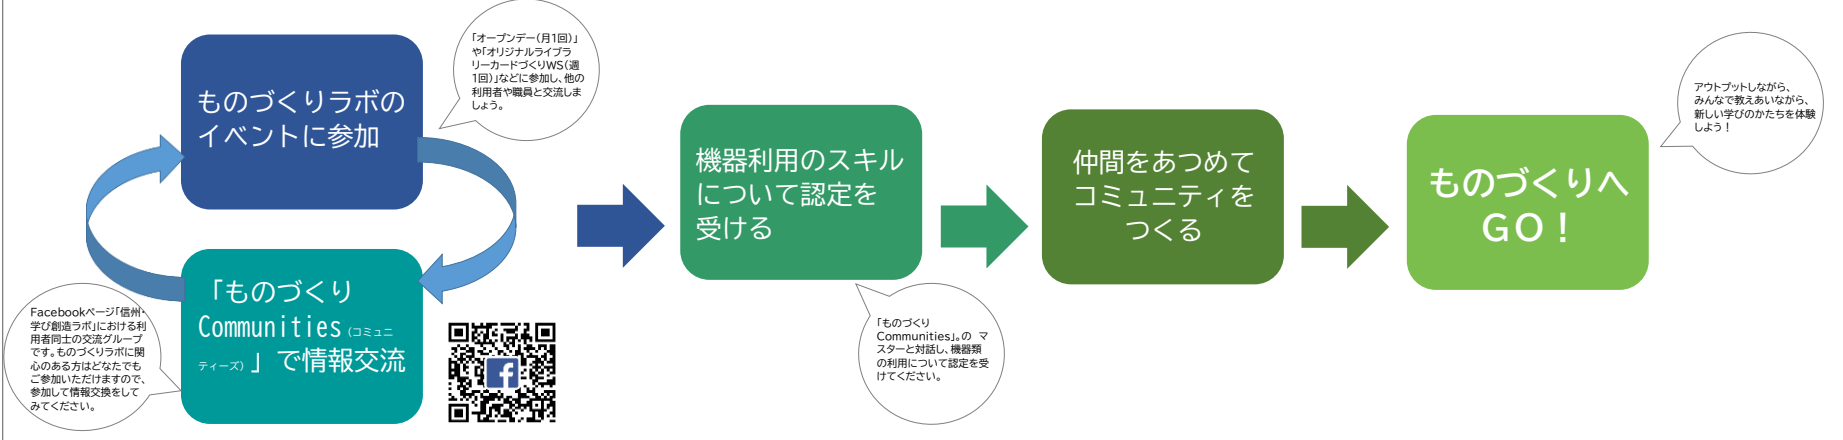 ものづくりラボの
イベントに参加
「オープンデー(月1回)」
や「オリジナルライブラ
リーカードづくりWS(週
1回)」などに参加し、他の
利用者や職員と交流しま
しょう。
「ものづくり
Communities(コミュニ
ティーズ)」で情報交流
Facebookページ「信州・
学び創造ラボ」における利
用者同士の交流グループ
です。ものづくりラボに関
心のある方はどなたでも
ご参加いただけますので、
参加して情報交換をして
みてください。
機器利用のスキル
について認定を
受ける
「ものづくり
Communities」。の マ
スターと対話し、機器類
の利用について認定を受
けてください。
仲間をあつめて
コミュニティを
つくる
ものづくりへ
GO！
アウトプットしながら、
みんなで教えあいながら、
新しい学びのかたちを体験
しよう！